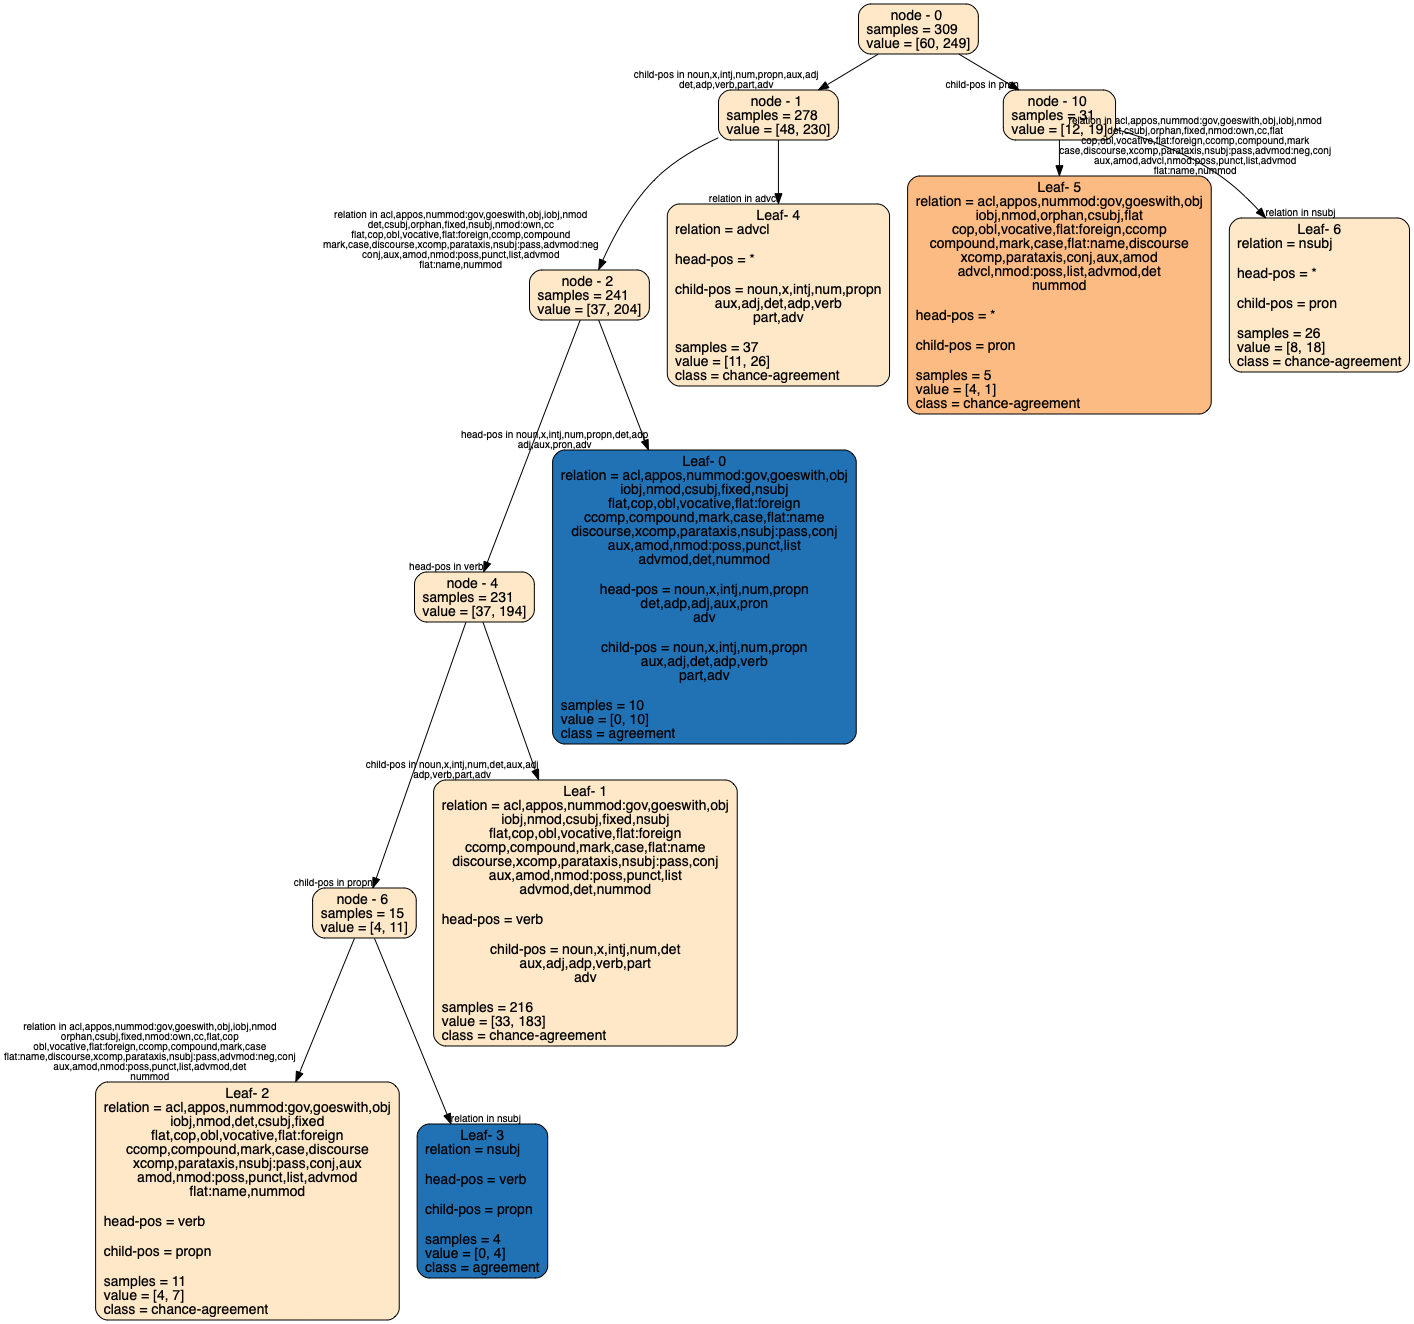 node - 0
samples = 309
value = [60, 249]
child-pos in noun,x,intj,num,propn,aux,adj
det,adp,verb,part,adv
child-pos in pron
node - 1
samples = 278
value = [48, 230]
node - 10
samples = 31
value = [12, 19]
relation in acl,appos,nummod:gov,goeswith,obj,iobj,nmod
det,csubj,orphan,fixed,nmod:own,cc,flat
cop,obl,vocative,flat:foreign,ccomp,compound,mark
case,discourse,xcomp,parataxis,nsubj:pass,advmod:neg,conj
aux,amod,advcl,nmod:poss,punct,list,advmod
flat:name,nummod
relation in advcl
relation in nsubj
relation in acl,appos,nummod:gov,goeswith,obj,iobj,nmod
det,csubj,orphan,fixed,nsubj,nmod:own,cc
flat,cop,obl,vocative,flat:foreign,ccomp,compound
mark,case,discourse,xcomp,parataxis,nsubj:pass,advmod:neg
conj,aux,amod,nmod:poss,punct,list,advmod
flat:name,nummod
node - 2
samples = 241
value = [37, 204]
Leaf- 4
relation = advcl
head-pos = *
child-pos = noun,x,intj,num,propn
aux,adj,det,adp,verb
part,adv
samples = 37
value = [11, 26]
class = chance-agreement
Leaf- 5
relation = acl,appos,nummod:gov,goeswith,obj
iobj,nmod,orphan,csubj,flat
cop,obl,vocative,flat:foreign,ccomp
compound,mark,case,flat:name,discourse
xcomp,parataxis,conj,aux,amod
advcl,nmod:poss,list,advmod,det
nummod
head-pos = *
child-pos = pron
samples = 5
value = [4, 1]
class = chance-agreement
Leaf- 6
relation = nsubj
head-pos = *
child-pos = pron
samples = 26
value = [8, 18]
class = chance-agreement
head-pos in noun,x,intj,num,propn,det,adp
adj,aux,pron,adv
head-pos in verb
node - 4
samples = 231
value = [37, 194]
Leaf- 0
relation = acl,appos,nummod:gov,goeswith,obj
iobj,nmod,csubj,fixed,nsubj
flat,cop,obl,vocative,flat:foreign
ccomp,compound,mark,case,flat:name
discourse,xcomp,parataxis,nsubj:pass,conj
aux,amod,nmod:poss,punct,list
advmod,det,nummod
head-pos = noun,x,intj,num,propn
det,adp,adj,aux,pron
adv
child-pos = noun,x,intj,num,propn
aux,adj,det,adp,verb
part,adv
samples = 10
value = [0, 10]
class = agreement
child-pos in noun,x,intj,num,det,aux,adj
adp,verb,part,adv
child-pos in propn
node - 6
samples = 15
value = [4, 11]
Leaf- 1
relation = acl,appos,nummod:gov,goeswith,obj
iobj,nmod,csubj,fixed,nsubj
flat,cop,obl,vocative,flat:foreign
ccomp,compound,mark,case,flat:name
discourse,xcomp,parataxis,nsubj:pass,conj
aux,amod,nmod:poss,punct,list
advmod,det,nummod
head-pos = verb
child-pos = noun,x,intj,num,det
aux,adj,adp,verb,part
adv
samples = 216
value = [33, 183]
class = chance-agreement
relation in acl,appos,nummod:gov,goeswith,obj,iobj,nmod
orphan,csubj,fixed,nmod:own,cc,flat,cop
obl,vocative,flat:foreign,ccomp,compound,mark,case
flat:name,discourse,xcomp,parataxis,nsubj:pass,advmod:neg,conj
aux,amod,nmod:poss,punct,list,advmod,det
nummod
relation in nsubj
Leaf- 2
relation = acl,appos,nummod:gov,goeswith,obj
iobj,nmod,det,csubj,fixed
flat,cop,obl,vocative,flat:foreign
ccomp,compound,mark,case,discourse
xcomp,parataxis,nsubj:pass,conj,aux
amod,nmod:poss,punct,list,advmod
flat:name,nummod
head-pos = verb
child-pos = propn
samples = 11
value = [4, 7]
class = chance-agreement
Leaf- 3
relation = nsubj
head-pos = verb
child-pos = propn
samples = 4
value = [0, 4]
class = agreement